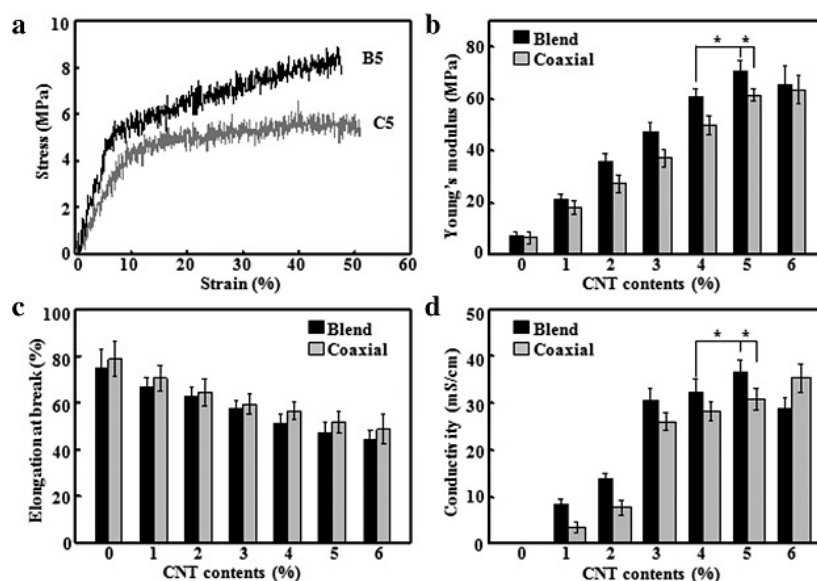 a
8
6
4
2
0
Stress (MPa)
B5
C5
0 10 20 30 40 50 60
Strain (%)
b
80
60
40
20
0
Young's modulus (MPa)
Blend
Coaxial
* *
0 1 2 3 4 5 6
CNT contents (%)
c
100
80
60
40
20
0
Elongation at break (%)
Blend
Coaxial
0 1 2 3 4 5 6
CNT contents (%)
d
50
40
30
20
10
0
Conductivity (mS/cm)
Blend
Coaxial
* *
0 1 2 3 4 5 6
CNT contents (%)